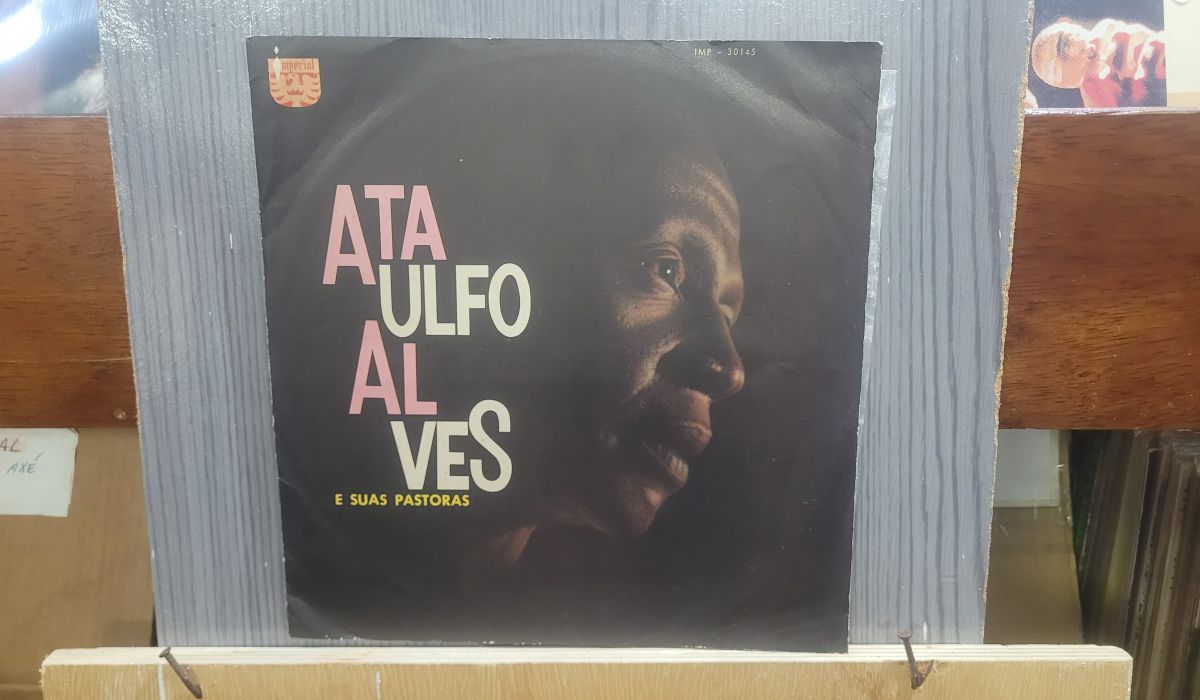 Imperial
IMP - 30145
ATA
ULFO
AL
VES
E SUAS PASTORAS
AL
AXÉ